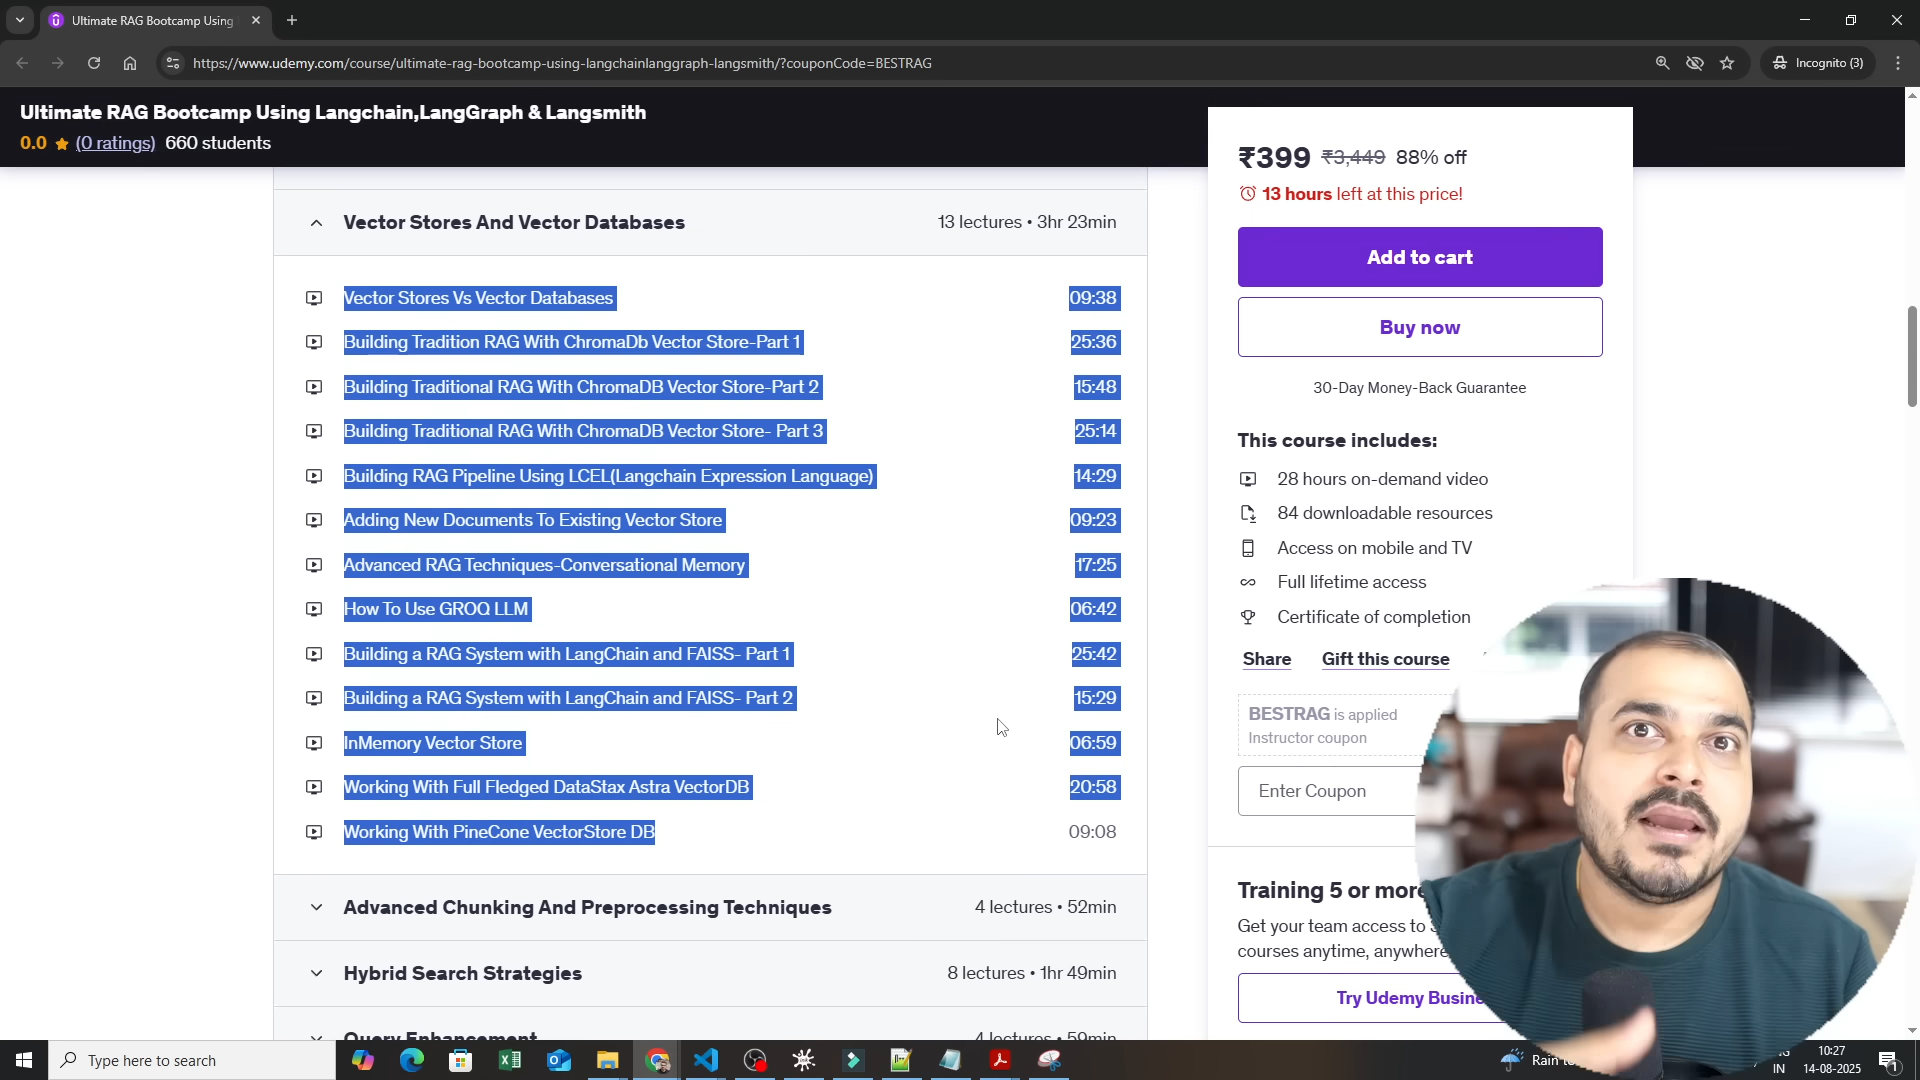 Ultimate RAG Bootcamp Using
https://www.udemy.com/course/ultimate-rag-bootcamp-using-langchainlanggraph-langsmith/?couponCode=BESTRAG
Incognito (3)
Ultimate RAG Bootcamp Using Langchain,LangGraph & Langsmith
0.0 (0 ratings) 660 students
Vector Stores And Vector Databases 13 lectures • 3hr 23min
Vector Stores Vs Vector Databases 09:38
Building Tradition RAG With ChromaDb Vector Store-Part 1 25:36
Building Traditional RAG With ChromaDB Vector Store-Part 2 15:48
Building Traditional RAG With ChromaDB Vector Store- Part 3 25:14
Building RAG Pipeline Using LCEL(Langchain Expression Language) 14:29
Adding New Documents To Existing Vector Store 09:23
Advanced RAG Techniques-Conversational Memory 17:25
How To Use GROQ LLM 06:42
Building a RAG System with LangChain and FAISS- Part 1 25:42
Building a RAG System with LangChain and FAISS- Part 2 15:29
InMemory Vector Store 06:59
Working With Full Fledged DataStax Astra VectorDB 20:58
Working With PineCone VectorStore DB 09:08
Advanced Chunking And Preprocessing Techniques 4 lectures • 52min
Hybrid Search Strategies 8 lectures • 1hr 49min
Query Enhancement 4 lectures • 59min
₹399 ₹3,449 88% off
13 hours left at this price!
Add to cart
Buy now
30-Day Money-Back Guarantee
This course includes:
28 hours on-demand video
84 downloadable resources
Access on mobile and TV
Full lifetime access
Certificate of completion
Share Gift this course
BESTRAG is applied
Instructor coupon
Enter Coupon
Training 5 or more
Get your team access to
courses anytime, anywhere
Try Udemy Busine
Type here to search
Rain
10:27
IN 14-08-2025
1